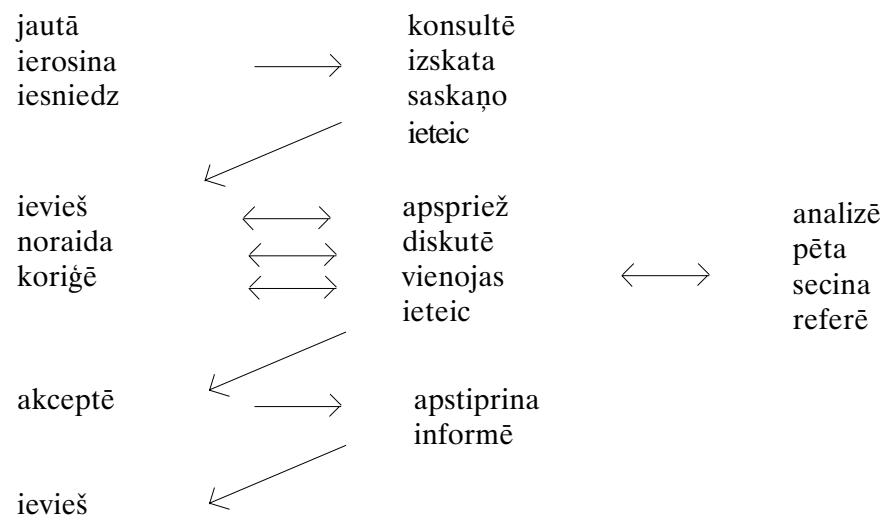 jautā
ierosina
iesniedz
konsultē
izskata
saskaņo
ieteic
ievieš
noraida
koriģē
apspriež
diskutē
vienojas
ieteic
analizē
pēta
secina
referē
akceptē
apstiprina
informē
ievieš